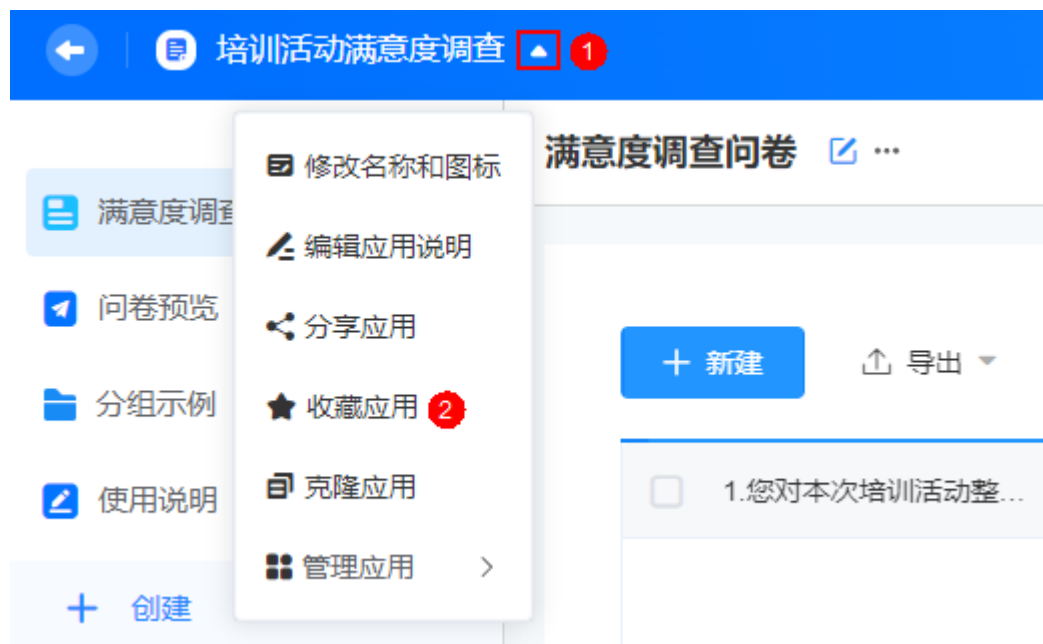 培训活动满意度调查 1
修改名称和图标
编辑应用说明
分享应用
收藏应用 2
克隆应用
管理应用
满意度调查
问卷预览
分组示例
使用说明
创建
满意度调查问卷
新建 导出
1.您对本次培训活动整...